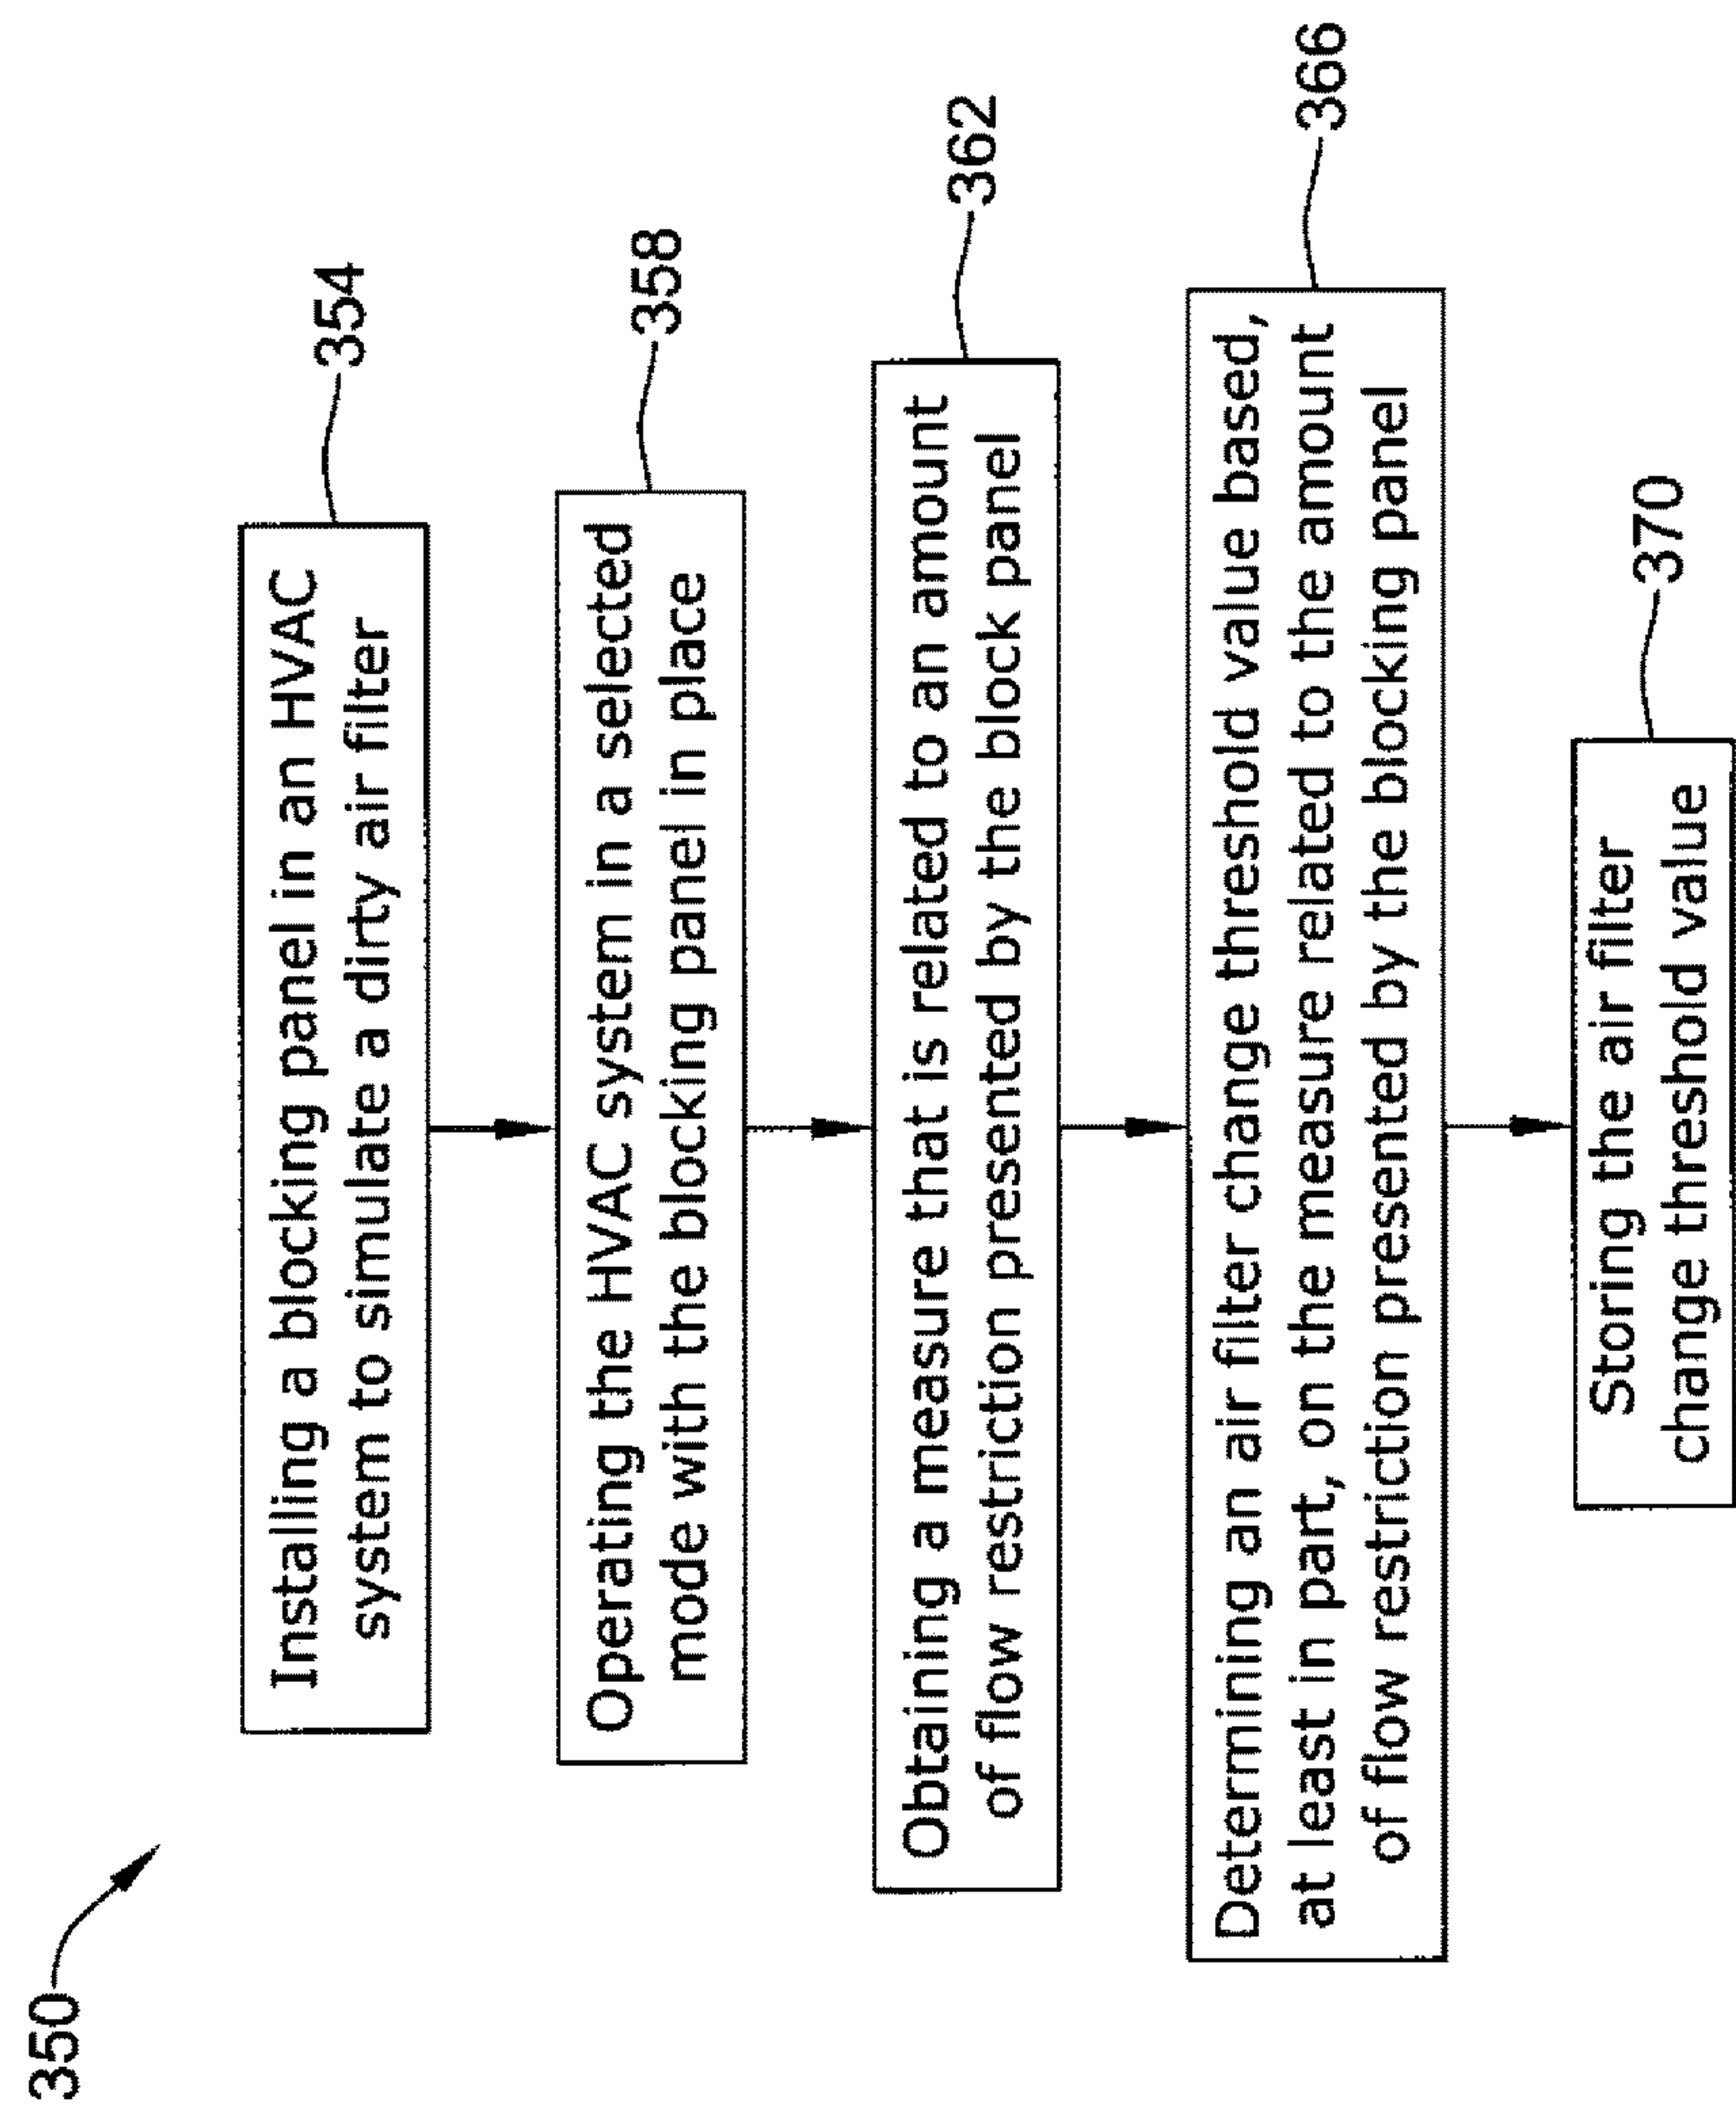 350
Installing a blocking panel in an HVAC
system to simulate a dirty air filter
354
Operating the HVAC system in a selected
mode with the blocking panel in place
358
Obtaining a measure that is related to an amount
of flow restriction presented by the block panel
362
Determining an air filter change threshold value based,
at least in part, on the measure related to the amount
of flow restriction presented by the blocking panel
366
Storing the air filter
change threshold value
370